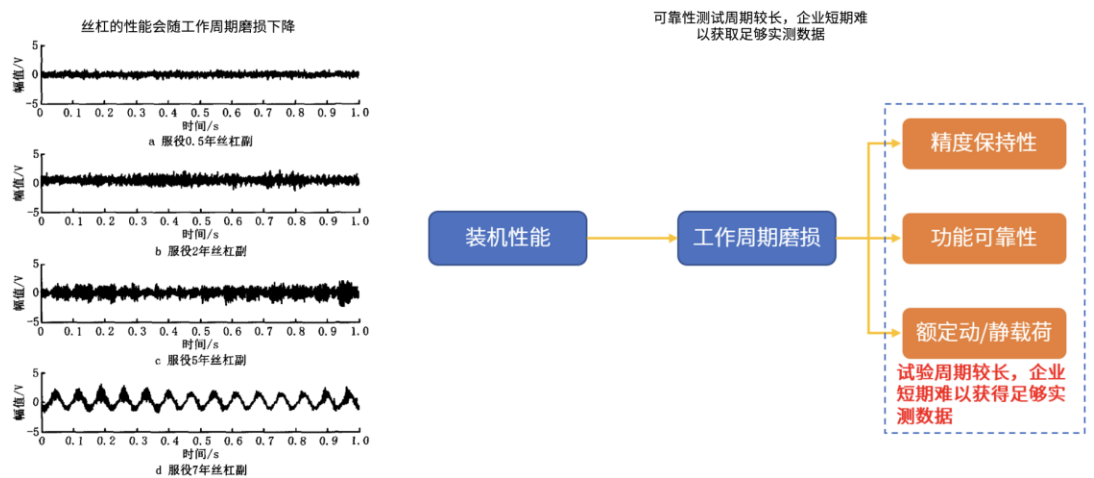 丝杠的性能会随工作周期磨损下降
5
0
-5
幅值/V
0 0.1 0.2 0.3 0.4 0.5 0.6 0.7 0.8 0.9 1.0
时间/s
a 服役0.5年丝杠副
5
0
-5
幅值/V
0 0.1 0.2 0.3 0.4 0.5 0.6 0.7 0.8 0.9 1.0
时间/s
b 服役2年丝杠副
5
0
-5
幅值/V
0 0.1 0.2 0.3 0.4 0.5 0.6 0.7 0.8 0.9 1.0
时间/s
c 服役5年丝杠副
5
0
-5
幅值/V
0 0.1 0.2 0.3 0.4 0.5 0.6 0.7 0.8 0.9 1.0
时间/s
d 服役7年丝杠副
可靠性测试周期较长，企业短期难
以获取足够实测数据
装机性能
工作周期磨损
精度保持性
功能可靠性
额定动/静载荷
试验周期较长，企业
短期难以获得足够实
测数据